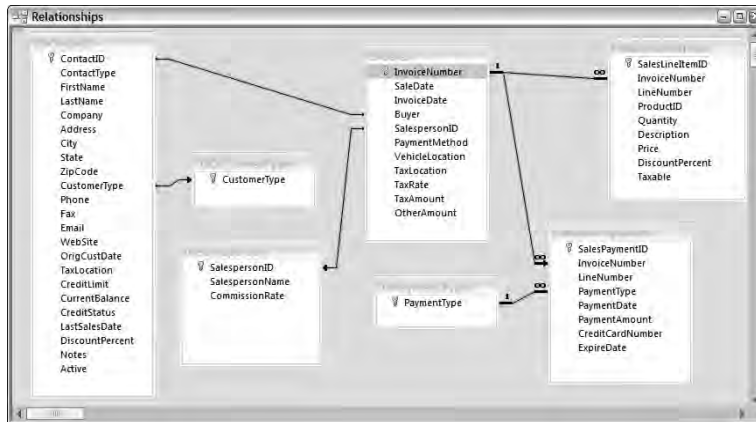 Relationships
ContactID
ContactType
FirstName
LastName
Company
Address
City
State
ZipCode
CustomerType
Phone
Fax
Email
WebSite
OrigCustDate
TaxLocation
CreditLimit
CurrentBalance
CreditStatus
LastSalesDate
DiscountPercent
Notes
Active
CustomerType
SalespersonID
SalespersonName
CommissionRate
InvoiceNumber
SaleDate
InvoiceDate
Buyer
SalespersonID
PaymentMethod
VehicleLocation
TaxLocation
TaxRate
TaxAmount
OtherAmount
1
∞
PaymentType
1
∞
∞
SalesLineItemID
InvoiceNumber
LineNumber
ProductID
Quantity
Description
Price
DiscountPercent
Taxable
SalesPaymentID
InvoiceNumber
LineNumber
PaymentType
PaymentDate
PaymentAmount
CreditCardNumber
ExpireDate